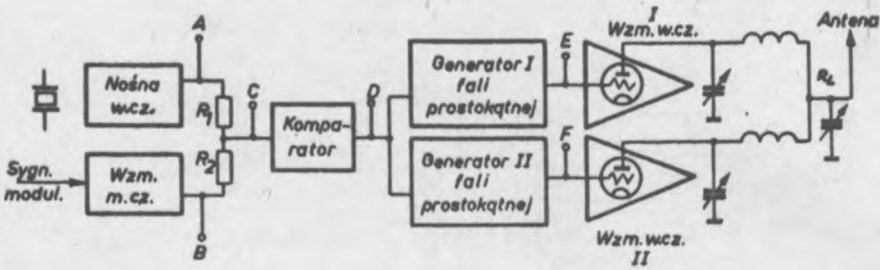 A
Nośna
w.cz.
R1
C
Sygn.
modul.
Wzm.
m.cz.
R2
B
Kompa-
rator
D
Generator I
fali
prostokątnej
Generator II
fali
prostokątnej
E
F
I
Wzm.w.cz.
Wzm.w.cz.
II
Antena
RL